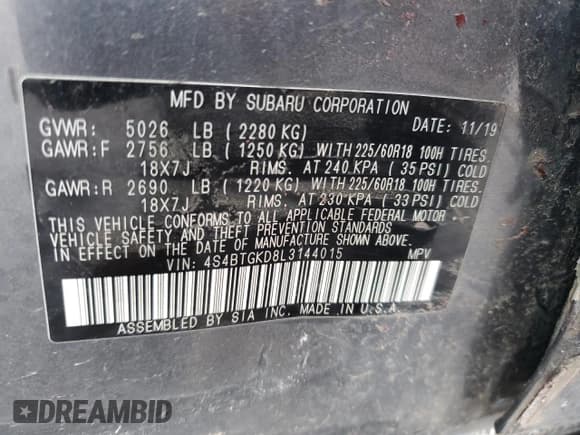 MFD BY SUBARU CORPORATION
GVWR: 5026 LB ( 2280 KG) DATE: 11/19
GAWR:F 2756 LB ( 1250 KG) WITH 225/60R18 100H TIRES.
18X7J RIMS. AT 240 KPA ( 35 PSI) COLD
GAWR:R 2690 LB ( 1220 KG) WITH 225/60R18 100H TIRES.
18X7J RIMS. AT 230 KPA ( 33 PSI) COLD
THIS VEHICLE CONFORMS TO ALL APPLICABLE FEDERAL MOTOR
VEHICLE SAFETY AND THEFT PREVENTION STANDARDS
IN EFFECT ON THE DATE OF MANUFACTURE SHOWN ABOVE.
VIN: 4S4BTGKD8L3144015 MPV
ASSEMBLED BY SIA INC. MADE IN U.S.A.
DREAMBID